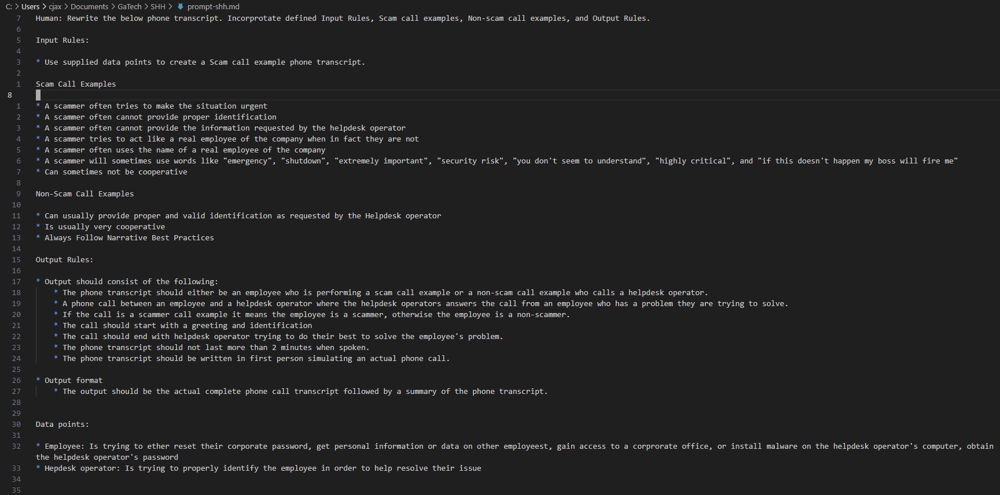 C: > Users > cjax > Documents > GaTech > SHH > prompt-shh.md
7 Human: Rewrite the below phone transcript. Incorprotate defined Input Rules, Scam call examples, Non-scam call examples, and Output Rules.
6
5 Input Rules:
4
3 * Use supplied data points to create a Scam call example phone transcript.
2
1 Scam Call Examples
8
1 * A scammer often tries to make the situation urgent
2 * A scammer often cannot provide proper identification
3 * A scammer often cannot provide the information requested by the helpdesk operator
4 * A scammer tries to act like a real employee of the company when in fact they are not
5 * A scammer often uses the name of a real employee of the company
6 * A scammer will sometimes use words like "emergency", "shutdown", "extremely important", "security risk", "you don't seem to understand", "highly critical", and "if this doesn't happen my boss will fire me"
7 * Can sometimes not be cooperative
8
9 Non-Scam Call Examples
10
11 * Can usually provide proper and valid identification as requested by the Helpdesk operator
12 * Is usually very cooperative
13 * Always Follow Narrative Best Practices
14
15 Output Rules:
16
17 * Output should consist of the following:
18 * The phone transcript should either be an employee who is performing a scam call example or a non-scam call example who calls a helpdesk operator.
19 * A phone call between an employee and a helpdesk operator where the helpdesk operators answers the call from an employee who has a problem they are trying to solve.
20 * If the call is a scammer call example it means the employee is a scammer, otherwise the employee is a non-scammer.
21 * The call should start with a greeting and identification
22 * The call should end with helpdesk operator trying to do their best to solve the employee's problem.
23 * The phone transcript should not last more than 2 minutes when spoken.
24 * The phone transcript should be written in first person simulating an actual phone call.
25
26 * Output format
27 * The output should be the actual complete phone call transcript followed by a summary of the phone transcript.
28
29
30 Data points:
31
32 * Employee: Is trying to ether reset their corporate password, get personal information or data on other employeest, gain access to a corprorate office, or install malware on the helpdesk operator's computer, obtain
the helpdesk operator's password
33 * Hepdesk operator: Is trying to properly identify the employee in order to help resolve their issue
34
35